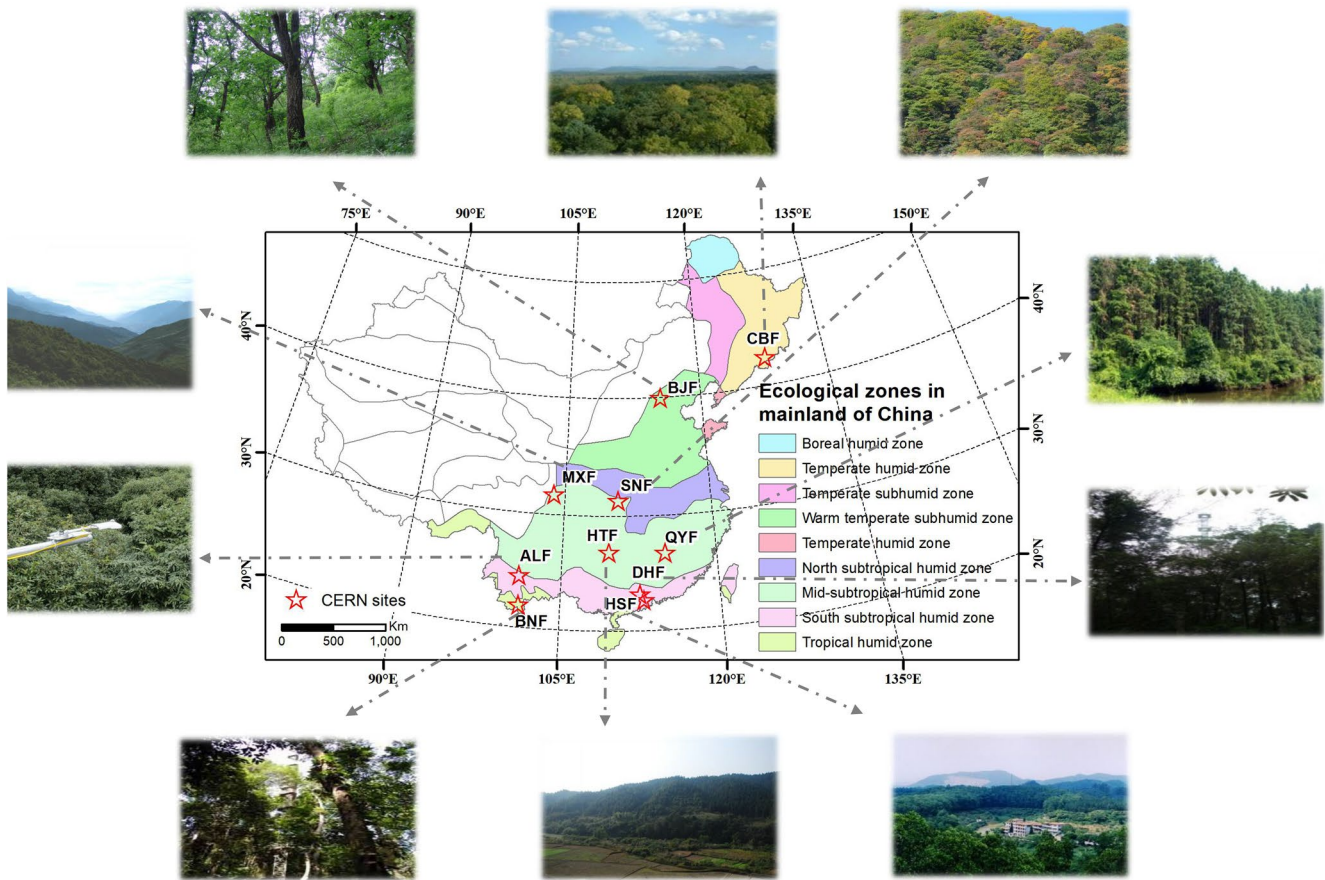 75°E 90°E 105°E 120°E 135°E 150°E
40°N
30°N
20°N
40°N
30°N
20°N
CBF
BJF
MXF
SNF
HTF
QYF
ALF
DHF
HSF
BNF
Ecological zones in
mainland of China
Boreal humid zone
Temperate humid zone
Temperate subhumid zone
Warm temperate subhumid zone
Temperate humid zone
North subtropical humid zone
Mid-subtropical humid zone
South subtropical humid zone
Tropical humid zone
CERN sites
Km
0 500 1,000
90°E 105°E 120°E 135°E